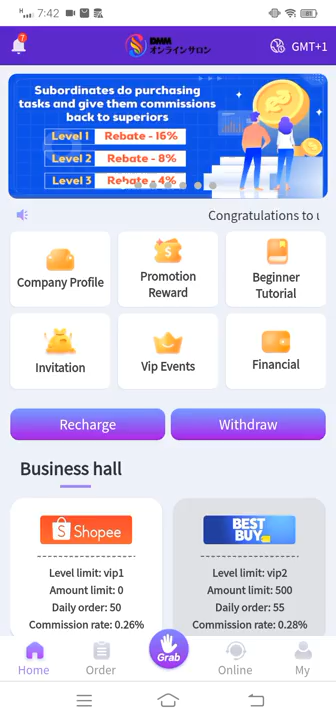 7:42
7
DMM
オンラインサロン
GMT+1
Subordinates do purchasing
tasks and give them commissions
back to superiors
Level 1 Rebate - 16%
Level 2 Rebate - 8%
Level 3 Rebate - 4%
Congratulations to u
Company Profile
Promotion
Reward
Beginner
Tutorial
Invitation
Vip Events
Financial
Recharge
Withdraw
Business hall
Shopee
Level limit: vip1
Amount limit: 0
Daily order: 50
Commission rate: 0.26%
BEST
BUY
Level limit: vip2
Amount limit: 500
Daily order: 55
Commission rate: 0.28%
Home
Order
Grab
Online
My